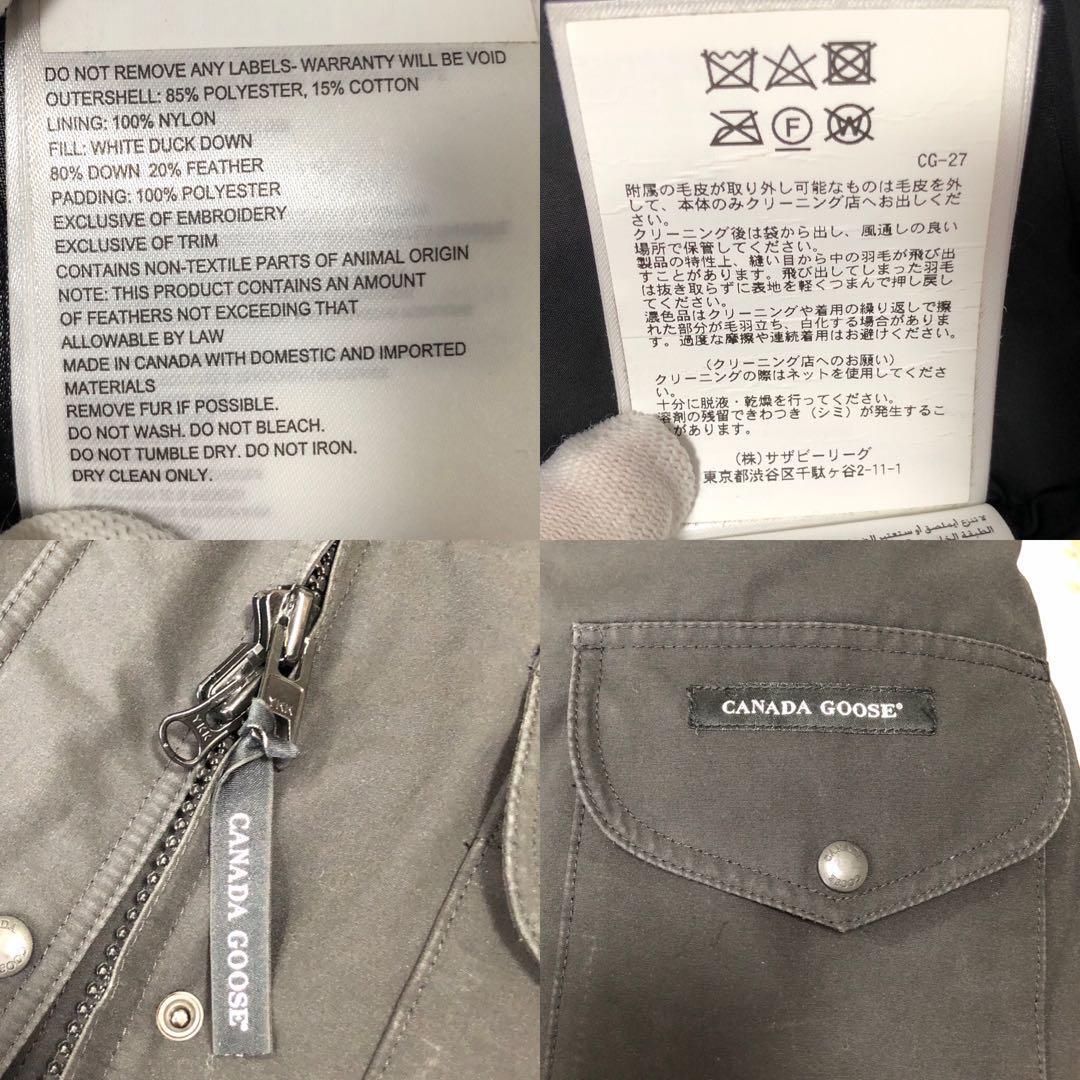 DO NOT REMOVE ANY LABELS- WARRANTY WILL BE VOID
OUTERSHELL: 85% POLYESTER, 15% COTTON
LINING: 100% NYLON
FILL: WHITE DUCK DOWN
80% DOWN 20% FEATHER
PADDING: 100% POLYESTER
EXCLUSIVE OF EMBROIDERY
EXCLUSIVE OF TRIM
CONTAINS NON-TEXTILE PARTS OF ANIMAL ORIGIN
NOTE: THIS PRODUCT CONTAINS AN AMOUNT
OF FEATHERS NOT EXCEEDING THAT
ALLOWABLE BY LAW
MADE IN CANADA WITH DOMESTIC AND IMPORTED
MATERIALS
REMOVE FUR IF POSSIBLE.
DO NOT WASH. DO NOT BLEACH.
DO NOT TUMBLE DRY. DO NOT IRON.
DRY CLEAN ONLY.
F W
CG-27
附属の毛皮が取り外し可能なものは毛皮を外
して、本体のみクリーニング店へお出しくだ
さい。
クリーニング後は袋から出し、風通しの良い
場所で保管してください。
製品の特性上、縫い目から中の羽毛が飛び出
すことがあります。飛び出してしまった羽毛
は抜き取らずに表地を軽くつまんで押し戻し
てください。
濃色品はクリーニングや着用の繰り返しで擦
れた部分が毛羽立ち、白化する場合がありま
す。過度な摩擦や連続着用はお避けください。
(クリーニング店へのお願い)
クリーニングの際はネットを使用してくださ
い。
十分に脱液・乾燥を行ってください。
溶剤の残留できわつき(シミ)が発生するこ
があります。
(株)サザビーリーグ
東京都渋谷区千駄ヶ谷2-11-1
YKK
YKK
CANADA GOOSE®
CANADA GOOSE®